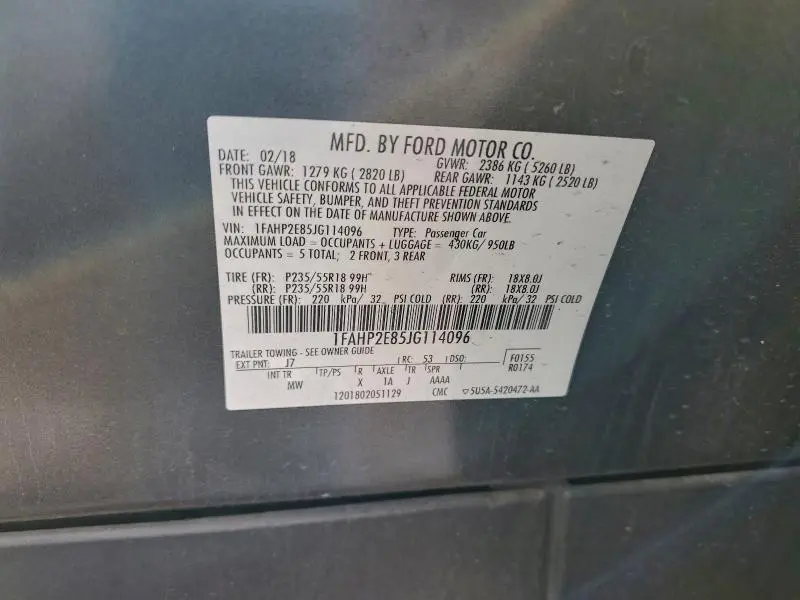 MFD. BY FORD MOTOR CO.
DATE: 02/18 GVWR: 2386 KG ( 5260 LB)
FRONT GAWR: 1279 KG ( 2820 LB) REAR GAWR: 1143 KG ( 2520 LB)
THIS VEHICLE CONFORMS TO ALL APPLICABLE FEDERAL MOTOR
VEHICLE SAFETY, BUMPER, AND THEFT PREVENTION STANDARDS
IN EFFECT ON THE DATE OF MANUFACTURE SHOWN ABOVE.
VIN: 1FAHP2E85JG114096 TYPE: Passenger Car
MAXIMUM LOAD = OCCUPANTS + LUGGAGE = 430KG/ 950LB
OCCUPANTS = 5 TOTAL; 2 FRONT, 3 REAR
TIRE (FR): P235/55R18 99H RIMS (FR): 18X8.0J
(RR): P235/55R18 99H (RR): 18X8.0J
PRESSURE (FR): 220 kPa/ 32 PSI COLD (RR): 220 kPa/ 32 PSI COLD
1FAHP2E85JG114096
TRAILER TOWING - SEE OWNER GUIDE
EXT PNT: J7 RC: 53 DSO: F0155
R0174
INT TR TP/PS R AXLE TR SPR
MW X 1A J AAAA
1201802051129 CMC ▽5U5A-5420472-AA